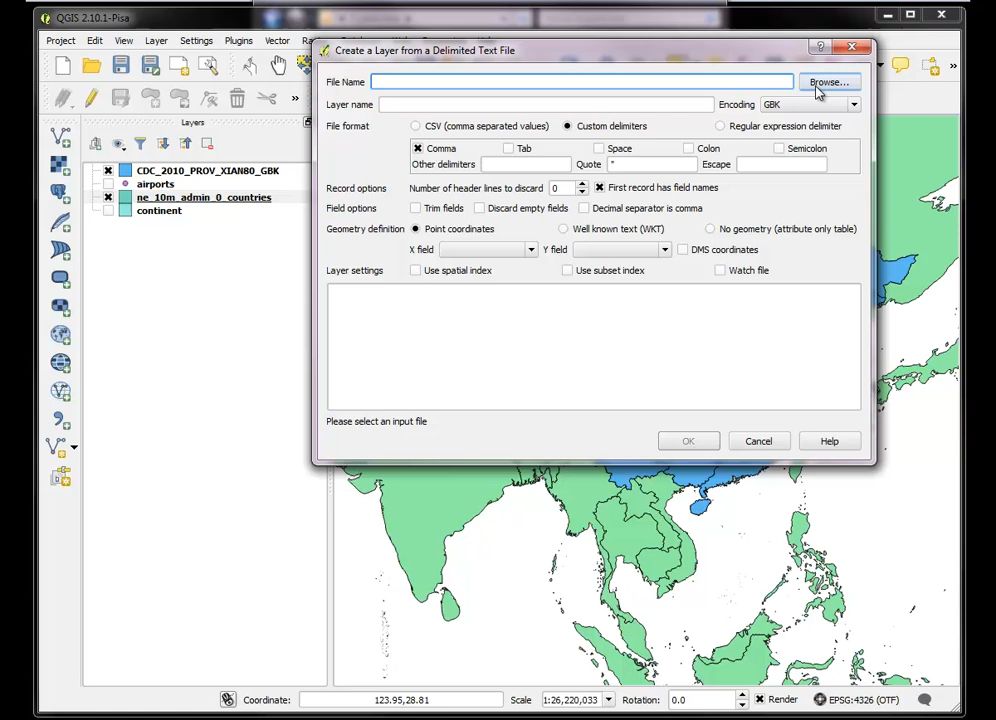 QGIS 2.10.1-Pisa
Project Edit View Layer Settings Plugins Vector
Create a Layer from a Delimited Text File
File Name Browse...
Layer name Encoding GBK
File format CSV (comma separated values) Custom delimiters Regular expression delimiter
Comma Tab Space Colon Semicolon
Other delimiters Quote " Escape
Record options Number of header lines to discard 0 First record has field names
Field options Trim fields Discard empty fields Decimal separator is comma
Geometry definition Point coordinates Well known text (WKT) No geometry (attribute only table)
X field Y field DMS coordinates
Layer settings Use spatial index Use subset index Watch file
Please select an input file
OK Cancel Help
Layers
CDC_2010_PROV_XIAN80_GBK
airports
ne_10m_admin_0_countries
continent
Coordinate: 123.95,28.81 Scale 1:26,220,033 Rotation: 0.0 Render EPSG:4326 (OTF)